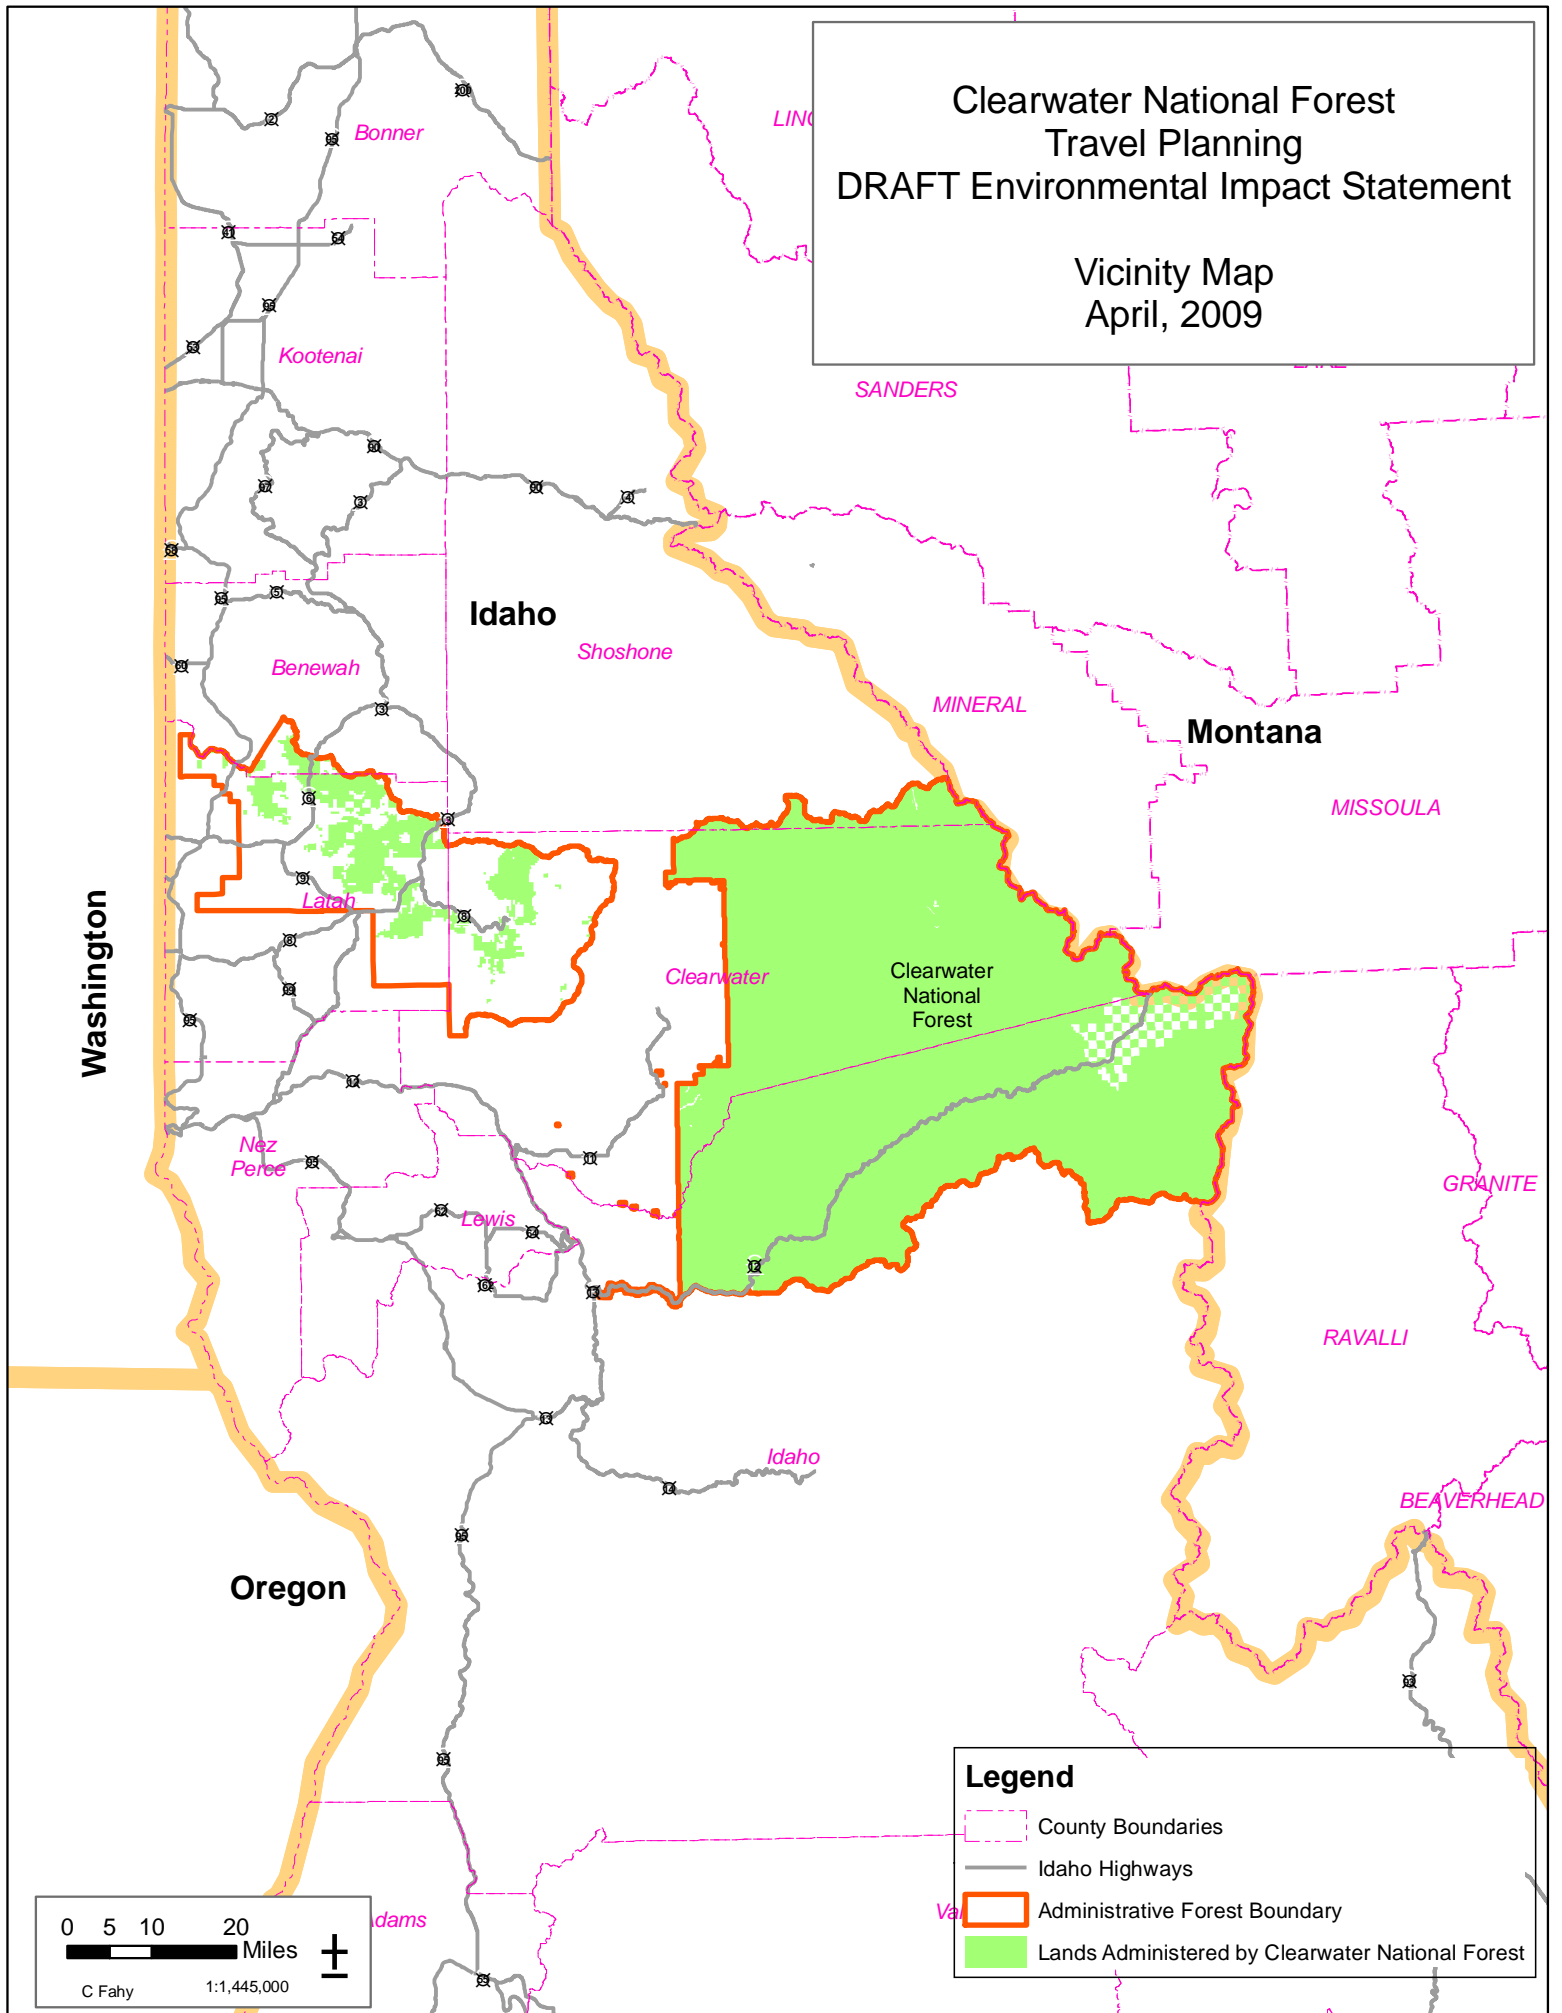 Clearwater National Forest
Travel Planning
DRAFT Environmental Impact Statement
Vicinity Map
April, 2009
Bonner
Kootenai
SANDERS
Idaho
Shoshone
Benewah
MINERAL
Montana
MISSOULA
Latah
Washington
Clearwater
Clearwater
National
Forest
Nez
Perce
Lewis
GRANITE
RAVALLI
Idaho
BEAVERHEAD
Oregon
Legend
County Boundaries
Idaho Highways
Administrative Forest Boundary
Lands Administered by Clearwater National Forest
0 5 10 20
Miles
C Fahy
1:1,445,000